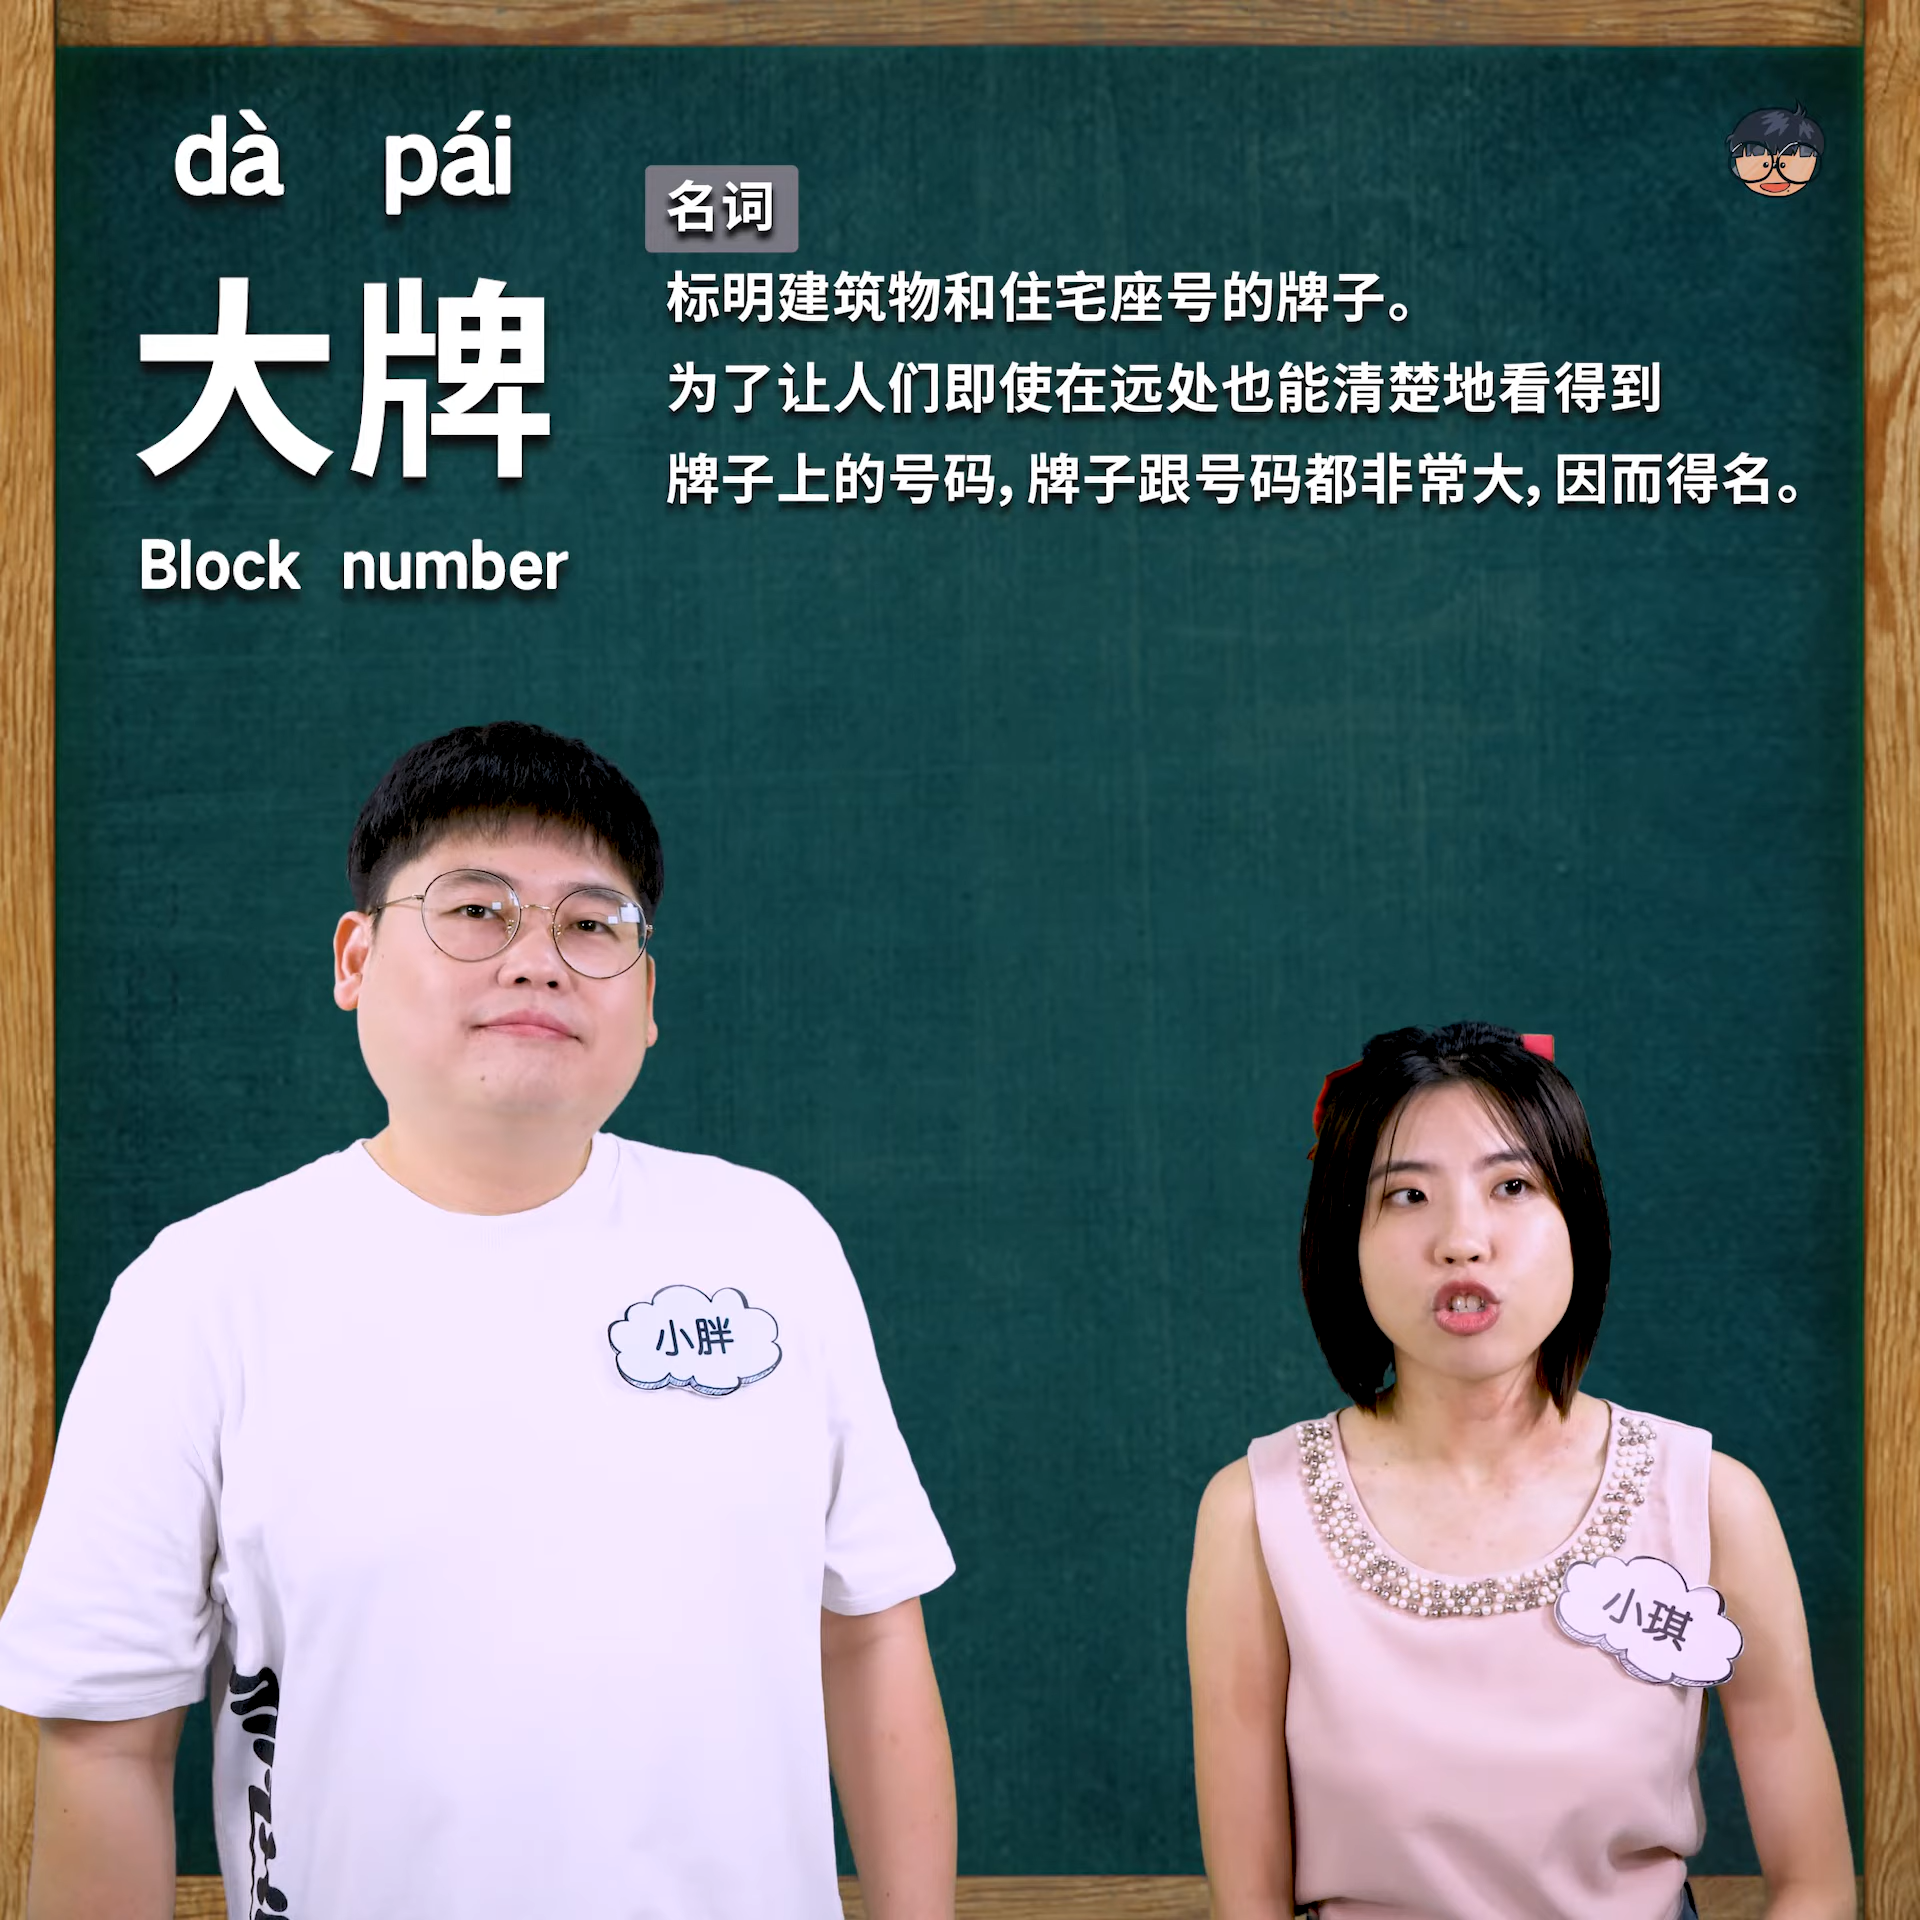 dà pái
大牌
Block number
名词
标明建筑物和住宅座号的牌子。
为了让人们即使在远处也能清楚地看得到
牌子上的号码，牌子跟号码都非常大，因而得名。
小胖
小琪